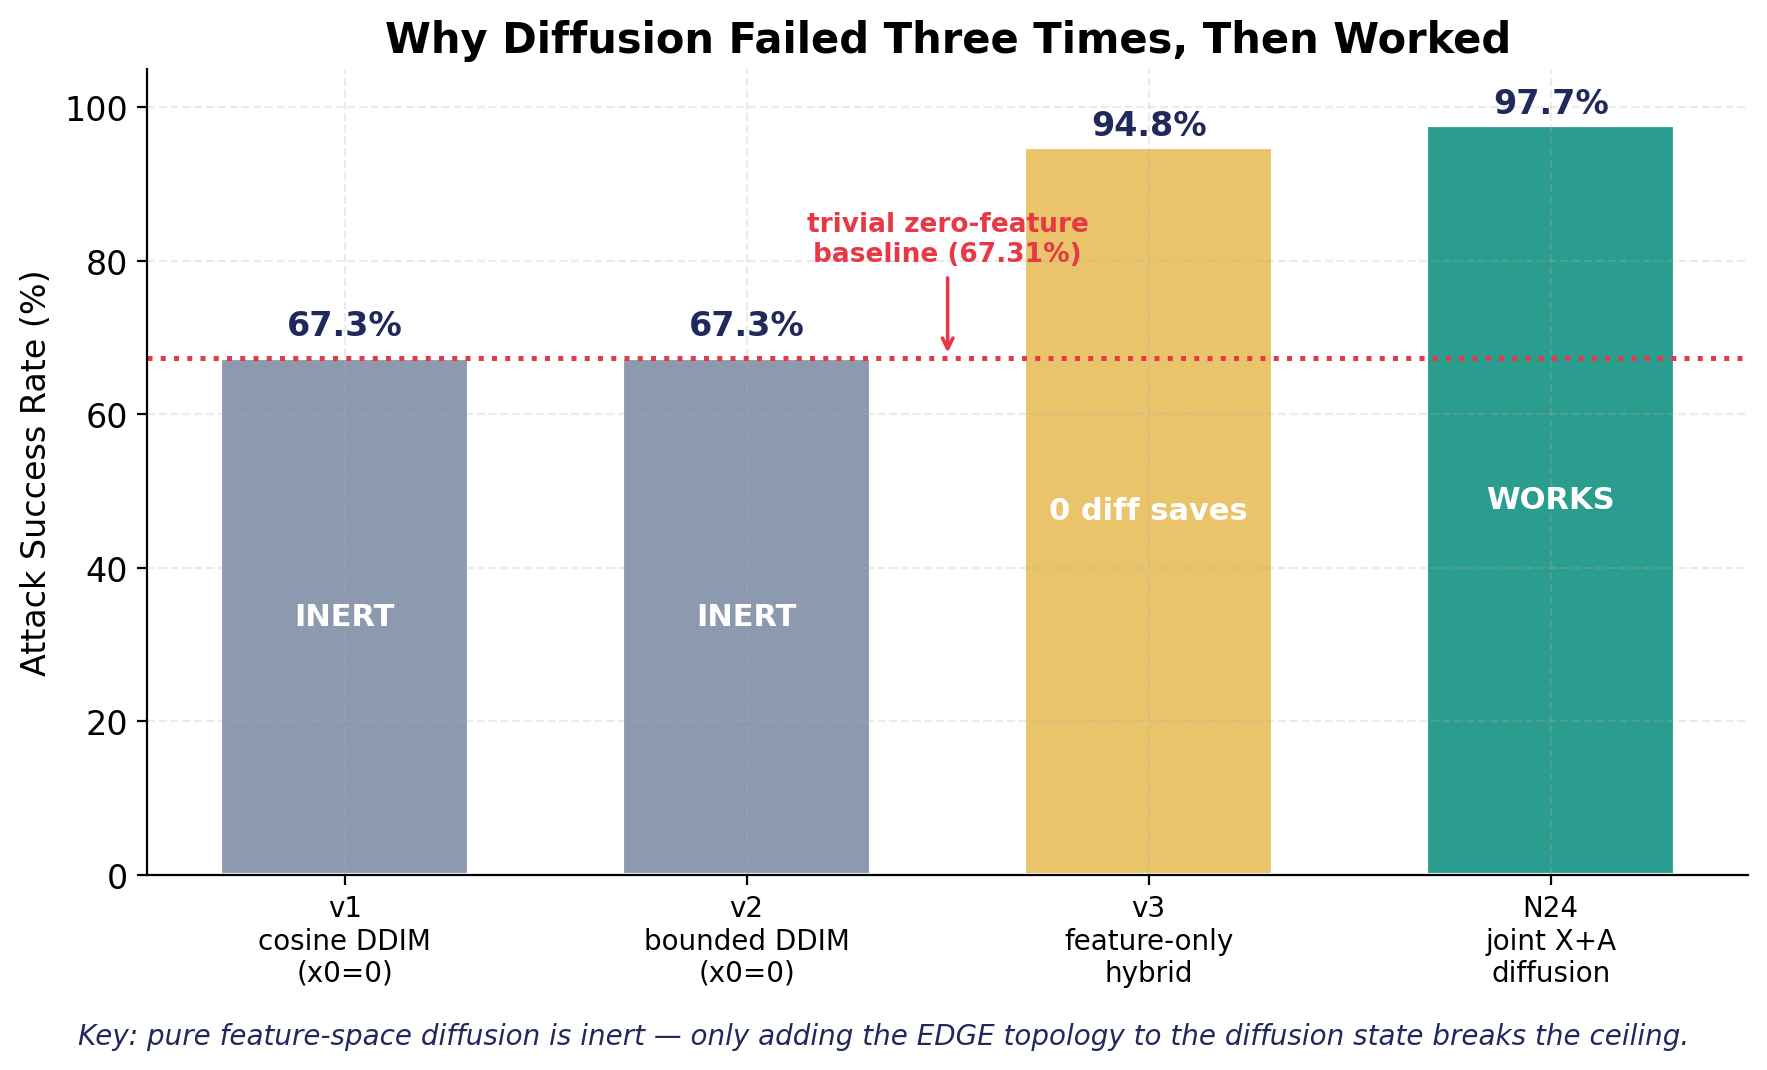 Why Diffusion Failed Three Times, Then Worked
Attack Success Rate (%)
100
80
60
40
20
0
67.3%
67.3%
94.8%
97.7%
trivial zero-feature
baseline (67.31%)
INERT
INERT
0 diff saves
WORKS
v1
cosine DDIM
(x0=0)
v2
bounded DDIM
(x0=0)
v3
feature-only
hybrid
N24
joint X+A
diffusion
Key: pure feature-space diffusion is inert — only adding the EDGE topology to the diffusion state breaks the ceiling.